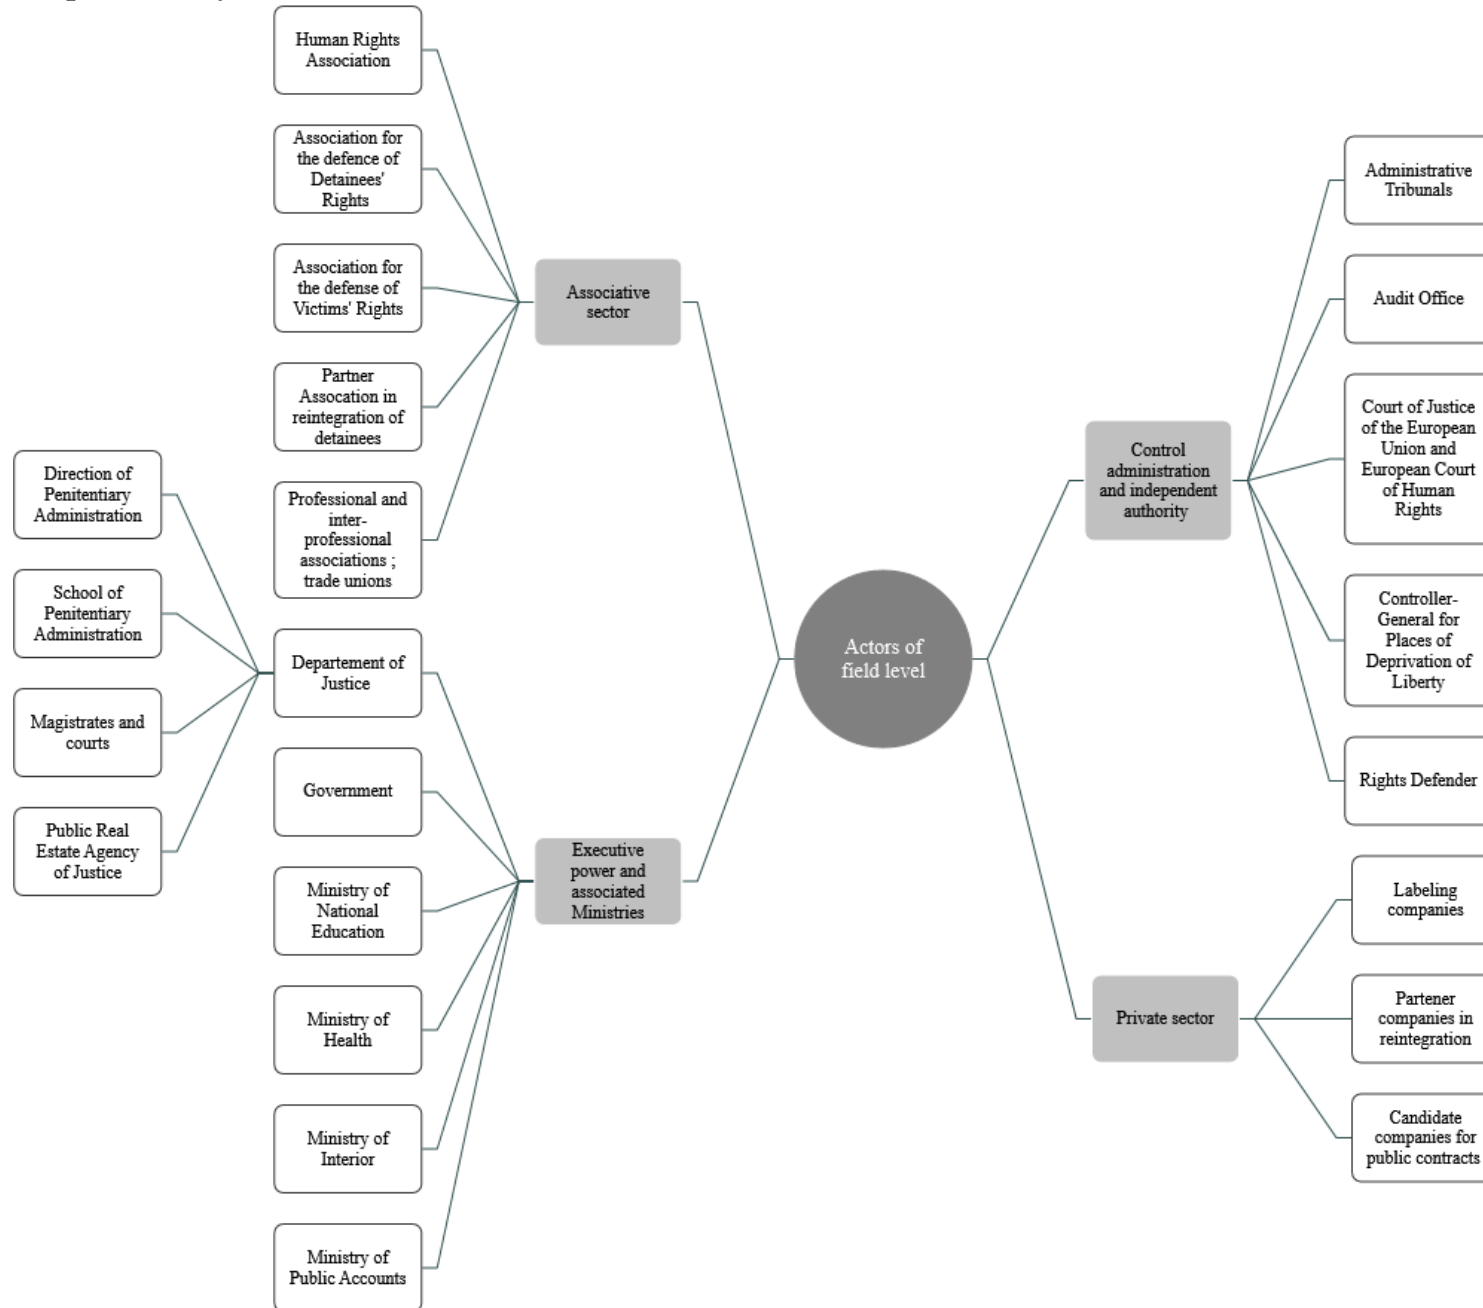 Human Rights
Association
Association for
the defence of
Detainees'
Rights
Association for
the defense of
Victims' Rights
Partner
Assocation in
reintegration of
detainees
Professional and
inter-
professional
associations ;
trade unions
Associative
sector
Direction of
Penitentiary
Administration
School of
Penitentiary
Administration
Magistrates and
courts
Public Real
Estate Agency
of Justice
Departement of
Justice
Government
Ministry of
National
Education
Ministry of
Health
Ministry of
Interior
Ministry of
Public Accounts
Executive
power and
associated
Ministries
Actors of
field level
Control
administration
and independent
authority
Administrative
Tribunals
Audit Office
Court of Justice
of the European
Union and
European Court
of Human
Rights
Controller-
General for
Places of
Deprivation of
Liberty
Rights Defender
Private sector
Labeling
companies
Partener
companies in
reintegration
Candidate
companies for
public contracts